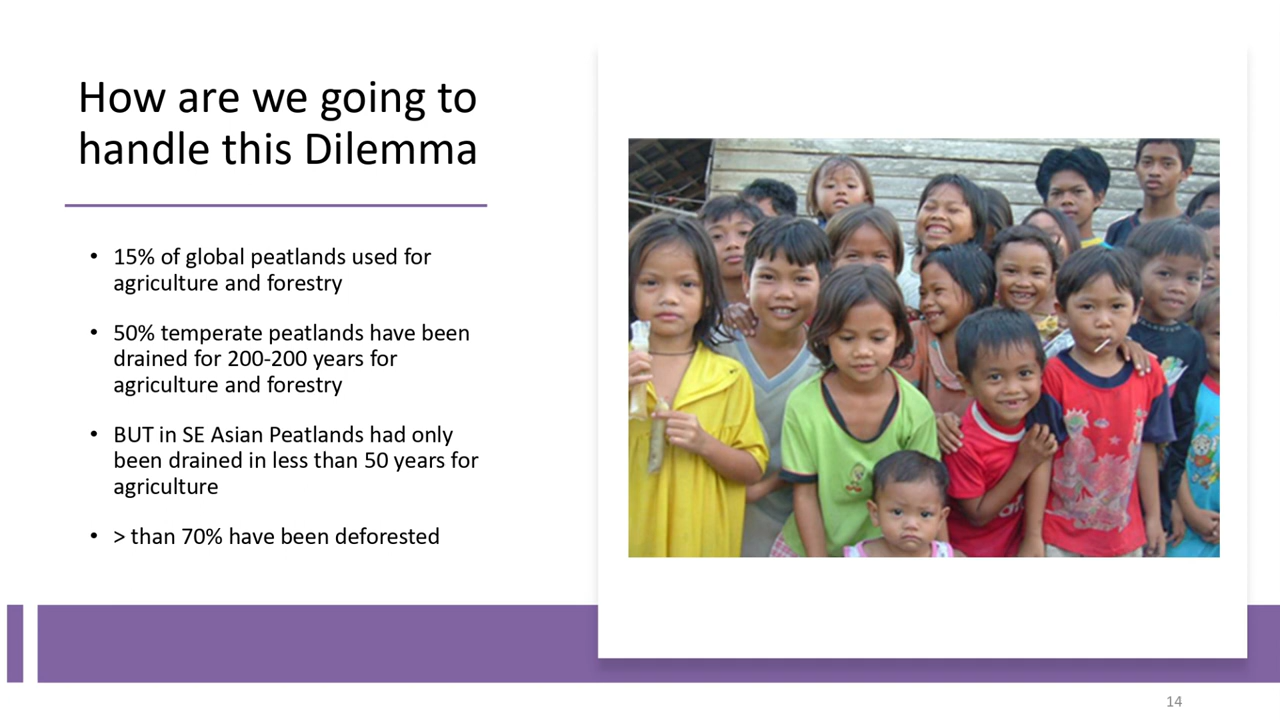 How are we going to
handle this Dilemma
• 15% of global peatlands used for
agriculture and forestry
• 50% temperate peatlands have been
drained for 200-200 years for
agriculture and forestry
• BUT in SE Asian Peatlands had only
been drained in less than 50 years for
agriculture
• > than 70% have been deforested
14